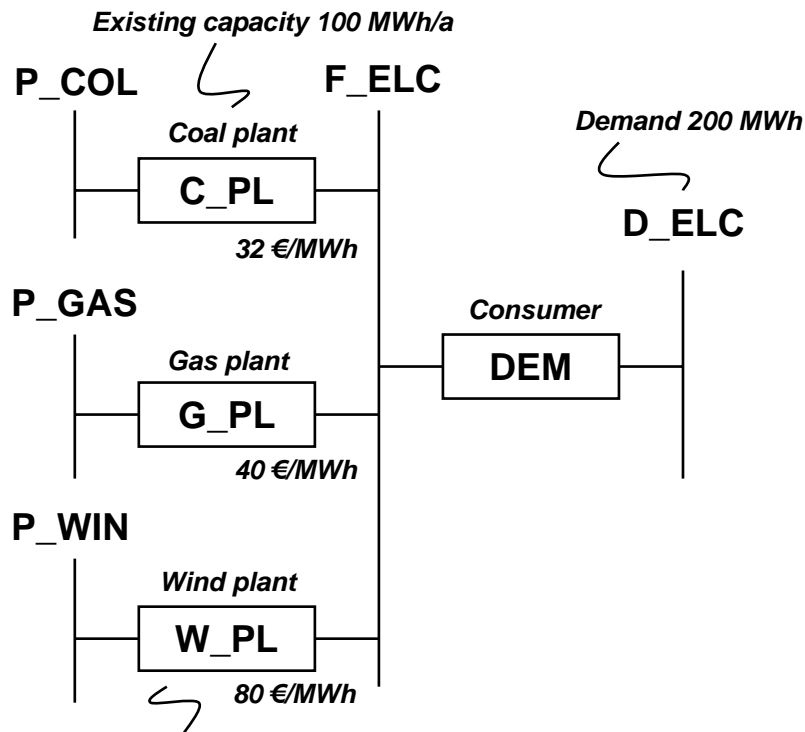 Existing capacity 100 MWh/a
P_COL
F_ELC
Coal plant
C_PL
32 €/MWh
Demand 200 MWh
D_ELC
P_GAS
Gas plant
G_PL
40 €/MWh
Consumer
DEM
P_WIN
Wind plant
W_PL
80 €/MWh